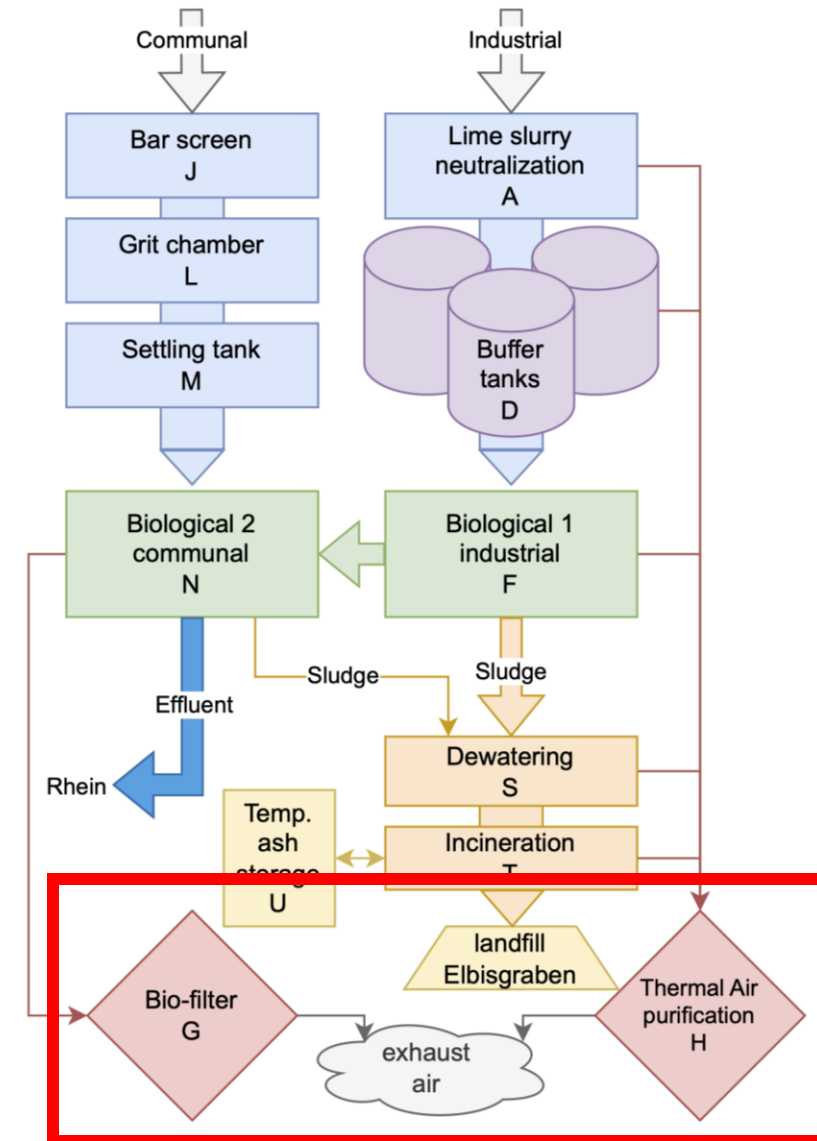 Communal
Industrial
Bar screen
J
Lime slurry
neutralization
A
Grit chamber
L
Settling tank
M
Buffer
tanks
D
Biological 2
communal
N
Biological 1
industrial
F
Sludge
Sludge
Effluent
Rhein
Dewatering
S
Temp.
ash
storage
U
Incineration
T
landfill
Elbisgraben
Bio-filter
G
Thermal Air
purification
H
exhaust
air